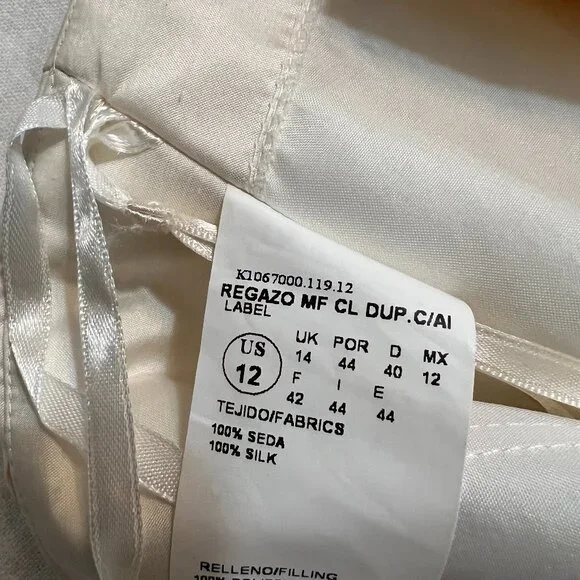 K1067000.119.12
REGAZO MF CL DUP.C/AI
LABEL
US 12
UK POR D MX
14 44 40 12
F I E
42 44 44
TEJIDO/FABRICS
100% SEDA
100% SILK
RELLENO/FILLING
100%